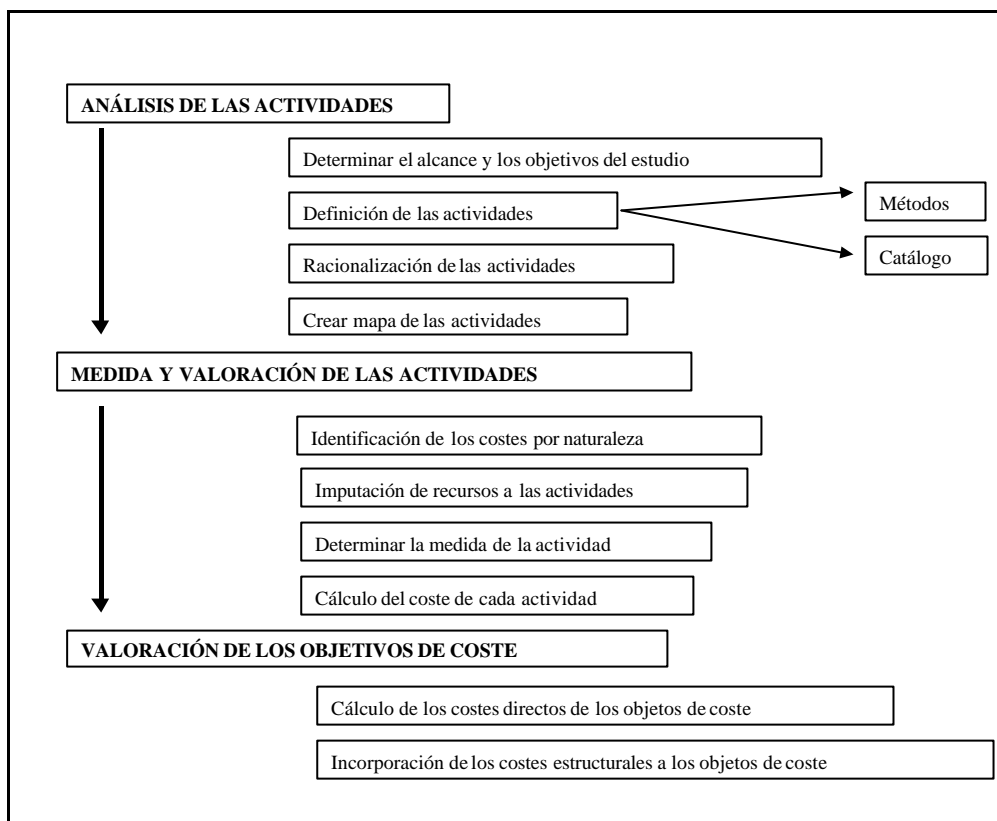 ANÁLISIS DE LAS ACTIVIDADES
Determinar el alcance y los objetivos del estudio
Definición de las actividades
Métodos
Catálogo
Racionalización de las actividades
Crear mapa de las actividades
MEDIDA Y VALORACIÓN DE LAS ACTIVIDADES
Identificación de los costes por naturaleza
Imputación de recursos a las actividades
Determinar la medida de la actividad
Cálculo del coste de cada actividad
VALORACIÓN DE LOS OBJETIVOS DE COSTE
Cálculo de los costes directos de los objetos de coste
Incorporación de los costes estructurales a los objetos de coste